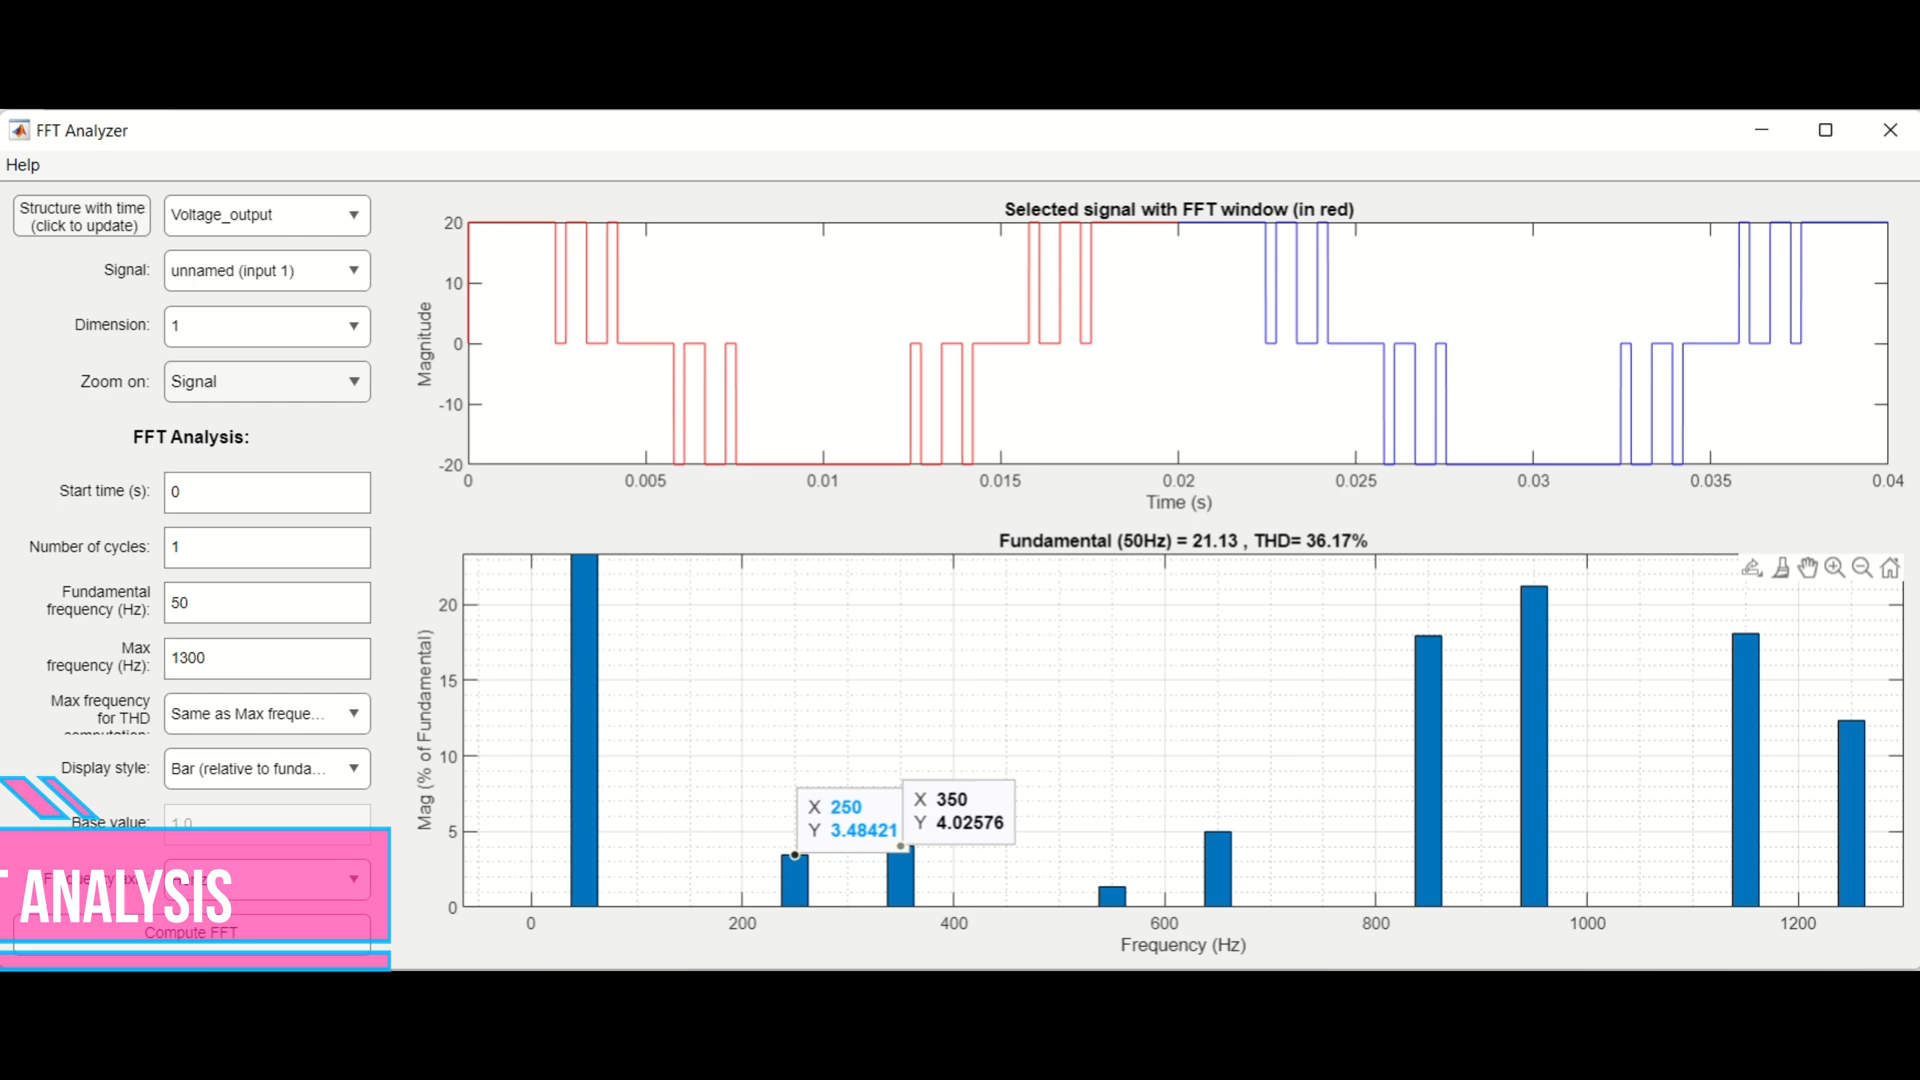 FFT Analyzer
Help
Structure with time
(click to update)
Voltage_output
Signal:
unnamed (input 1)
Dimension:
1
Zoom on:
Signal
FFT Analysis:
Start time (s):
0
Number of cycles:
1
Fundamental
frequency (Hz):
50
Max
frequency (Hz):
1300
Max frequency
for THD
computation:
Same as Max freque...
Display style:
Bar (relative to funda...
Base value:
1.0
ANALYSIS
Compute FFT
Selected signal with FFT window (in red)
20
10
0
-10
-20
Magnitude
0 0.005 0.01 0.015 0.02 0.025 0.03 0.035 0.04
Time (s)
Fundamental (50Hz) = 21.13 , THD= 36.17%
20
15
10
5
0
Mag (% of Fundamental)
X 250
Y 3.48421
X 350
Y 4.02576
0 200 400 600 800 1000 1200
Frequency (Hz)